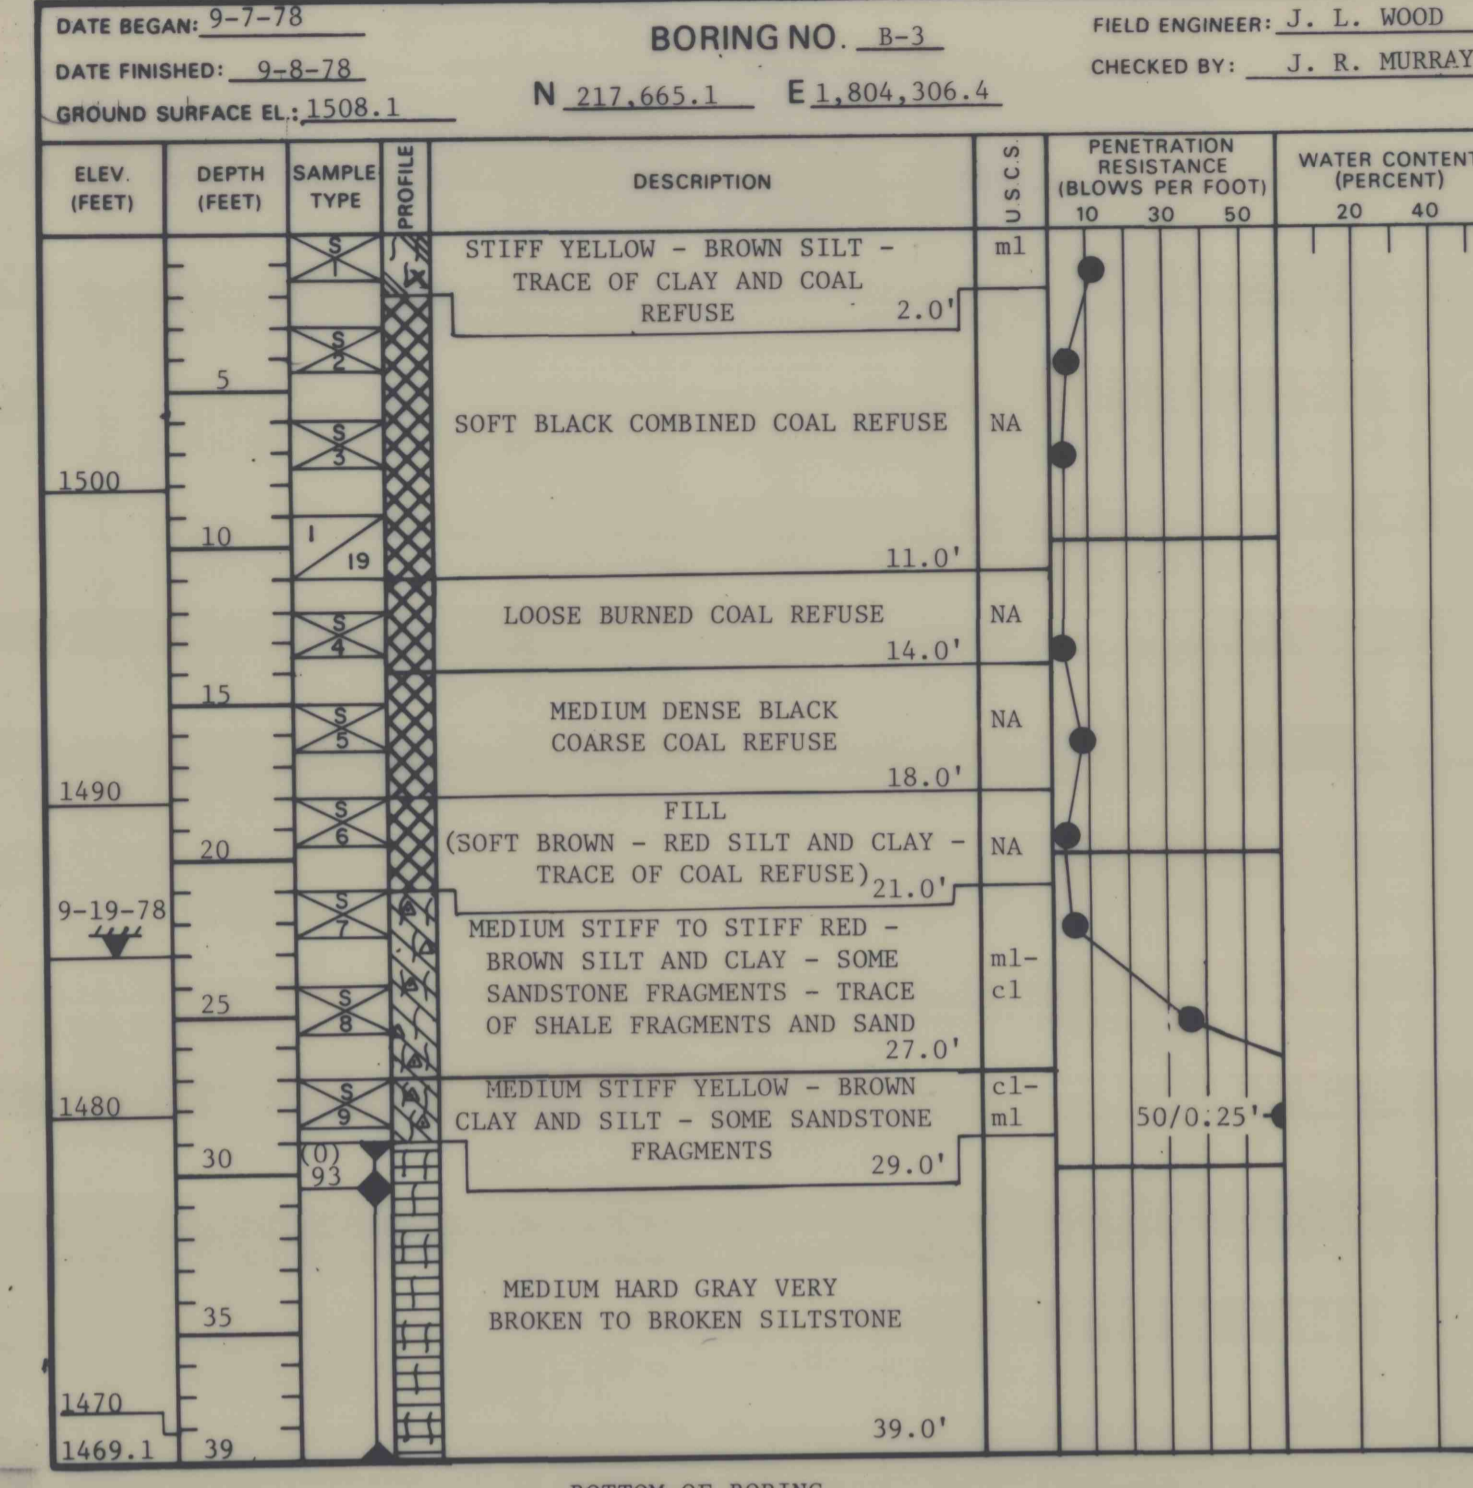 DATE BEGAN: 9-7-78
DATE FINISHED: 9-8-78
GROUND SURFACE EL.: 1508.1
BORING NO. B-3
N 217,665.1 E 1,804,306.4
FIELD ENGINEER: J. L. WOOD
CHECKED BY: J. R. MURRAY
ELEV. (FEET)
DEPTH (FEET)
SAMPLE TYPE
PROFILE
DESCRIPTION
U.S.C.S.
PENETRATION
RESISTANCE
(BLOWS PER FOOT)
10 30 50
WATER CONTENT
(PERCENT)
20 40
S 1
STIFF YELLOW - BROWN SILT -
TRACE OF CLAY AND COAL
REFUSE 2.0'
ml
S 2
5
S 3
SOFT BLACK COMBINED COAL REFUSE
NA
1500
10
1 19
11.0'
LOOSE BURNED COAL REFUSE
NA
S 4
14.0'
15
S 5
MEDIUM DENSE BLACK
COARSE COAL REFUSE
NA
18.0'
1490
S 6
FILL
(SOFT BROWN - RED SILT AND CLAY -
TRACE OF COAL REFUSE) 21.0'
NA
20
9-19-78
S 7
MEDIUM STIFF TO STIFF RED -
BROWN SILT AND CLAY - SOME
SANDSTONE FRAGMENTS - TRACE
OF SHALE FRAGMENTS AND SAND
27.0'
ml-
cl
25
S 8
1480
S 9
MEDIUM STIFF YELLOW - BROWN
CLAY AND SILT - SOME SANDSTONE
FRAGMENTS 29.0'
cl-
ml
50/0.25'
30
(0)
93
MEDIUM HARD GRAY VERY
BROKEN TO BROKEN SILTSTONE
35
39.0'
1470
1469.1
39
BOTTOM OF BORING